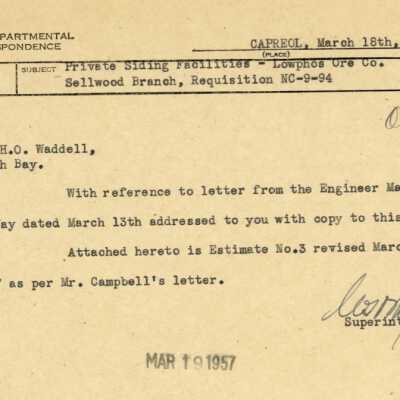 PARTMENTAL
SPONDENCE
CAPREOL, March 18th,
(PLACE)
SUBJECT Private Siding Facilities - Lowphos Ore Co.
Sellwood Branch, Requisition NC-9-94
H.O. Waddell,
h Bay.
With reference to letter from the Engineer Ma
ay dated March 13th addressed to you with copy to this
Attached hereto is Estimate No.3 revised Marc
" as per Mr. Campbell's letter.
Superint
MAR 19 1957